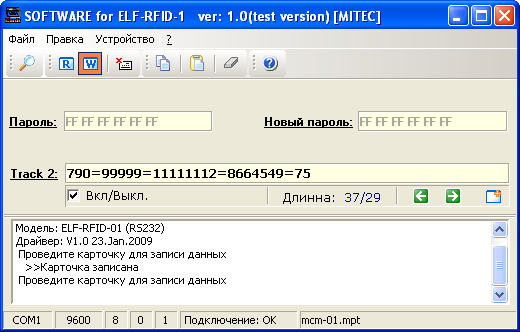 SOFTWARE for ELF-RFID-1 ver: 1.0(test version) [MITEC]
Файл Правка Устройство ?
R W
Пароль: FF FF FF FF FF FF Новый пароль: FF FF FF FF FF FF
Track 2: 790=99999=11111112=8664549=75
Вкл/Выкл. Длинна: 37/29
Модель: ELF-RFID-01 (RS232)
Драйвер: V1.0 23.Jan.2009
Проведите карточку для записи данных
>>Карточка записана
Проведите карточку для записи данных
COM1 9600 8 0 1 Подключение: OK mcm-01.mpt